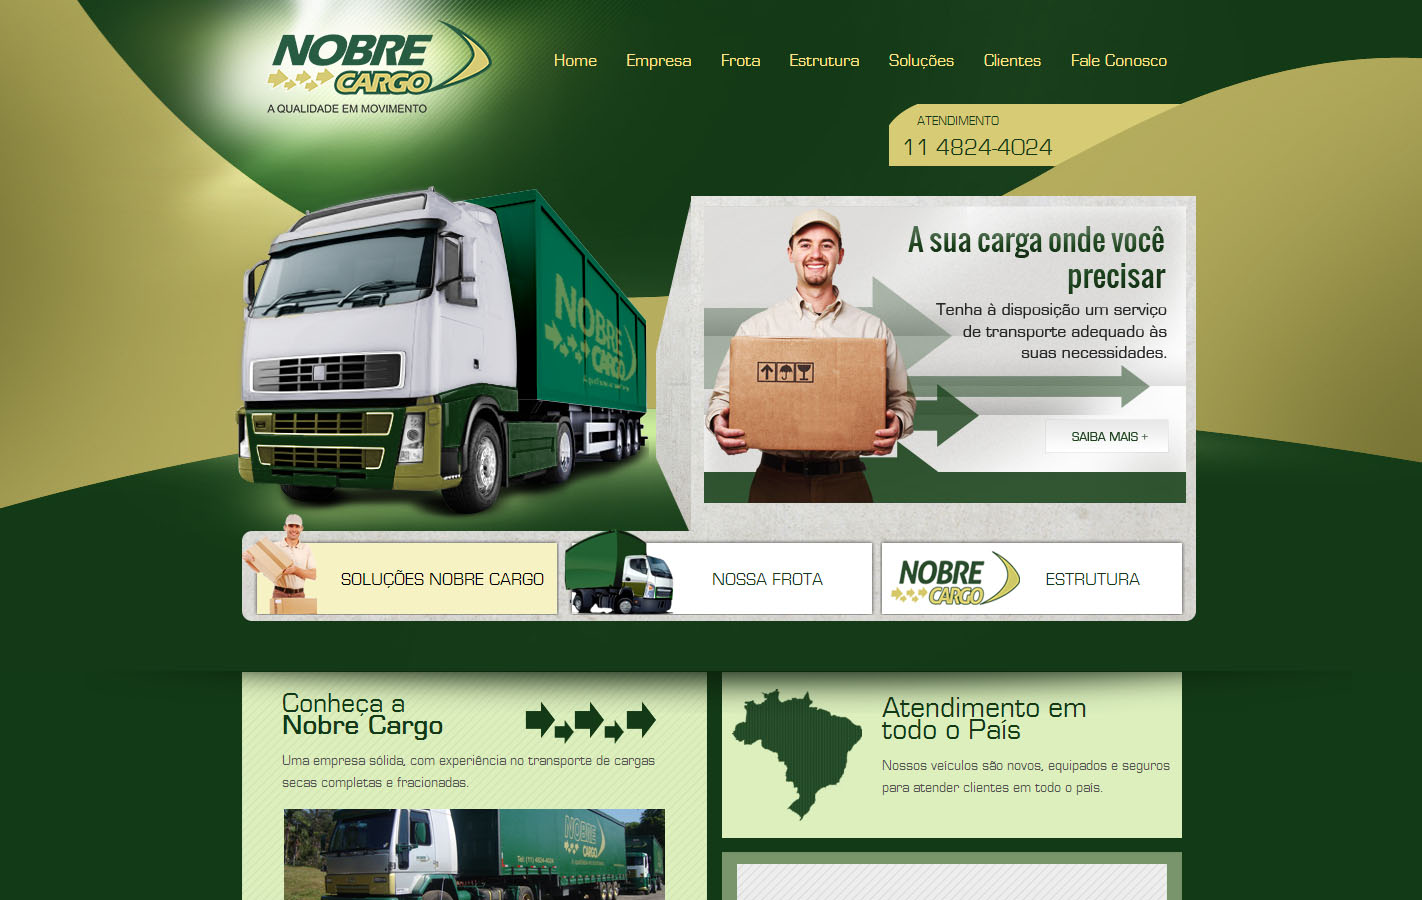 NOBRE
CARGO
A QUALIDADE EM MOVIMENTO
Home Empresa Frota Estrutura Soluções Clientes Fale Conosco
ATENDIMENTO
11 4824-4024
NOBRE
CARGO
A sua carga onde você
precisar
Tenha à disposição um serviço
de transporte adequado às
suas necessidades.
SAIBA MAIS +
SOLUÇÕES NOBRE CARGO
NOSSA FROTA
NOBRE
CARGO
ESTRUTURA
Conheça a
Nobre Cargo
Uma empresa sólida, com experiência no transporte de cargas
secas completas e fracionadas.
NOBRE
CARGO
Tel: (11) 4824-4024
Atendimento em
todo o País
Nossos veículos são novos, equipados e seguros
para atender clientes em todo o país.